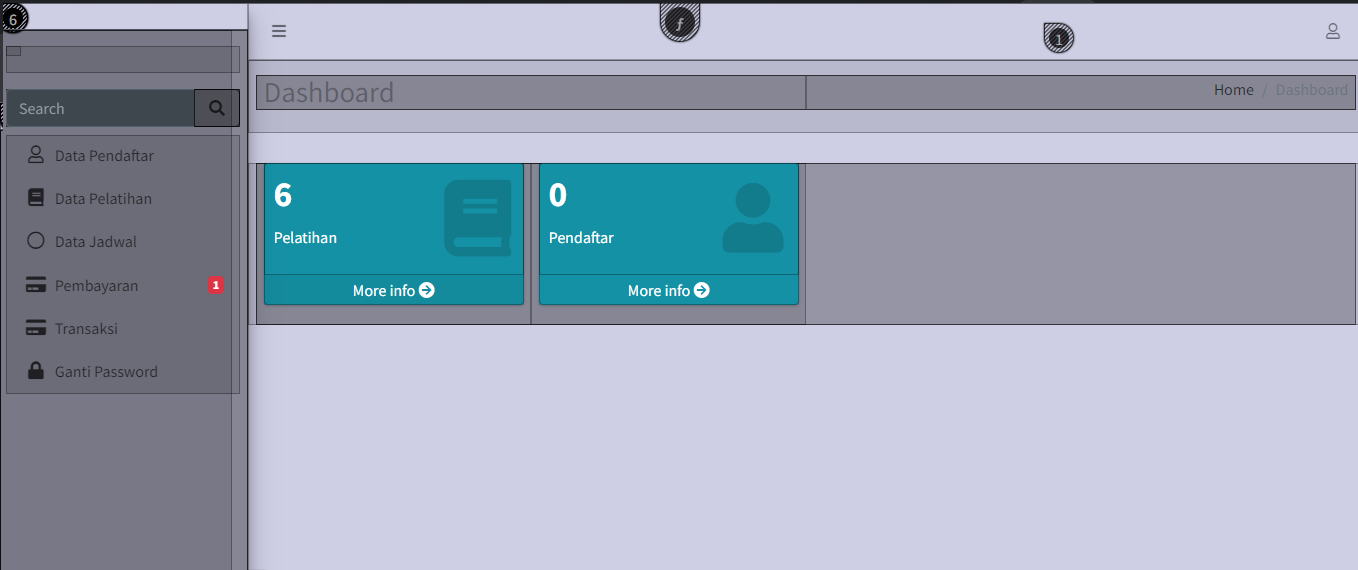 6
f
1
Dashboard
Home / Dashboard
Search
Data Pendaftar
Data Pelatihan
Data Jadwal
Pembayaran 1
Transaksi
Ganti Password
6
Pelatihan
More info
0
Pendaftar
More info